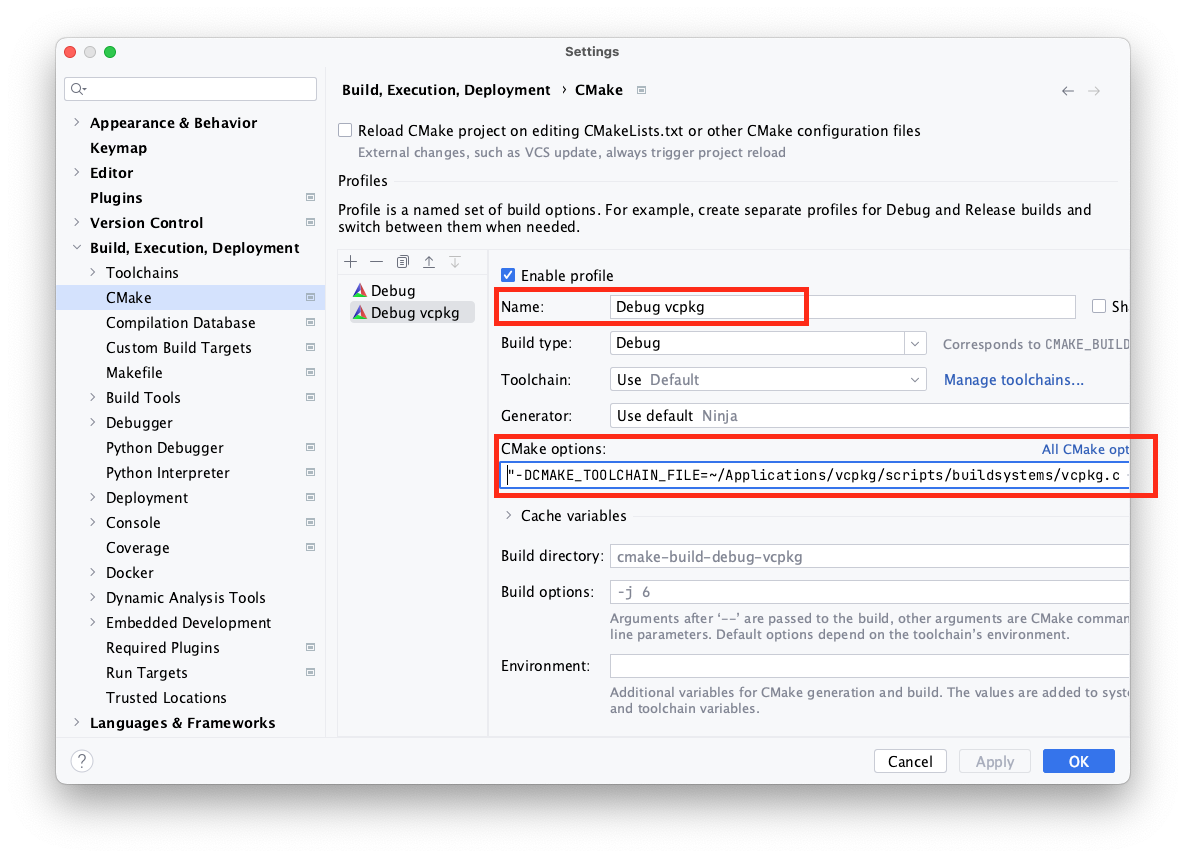 Settings
Appearance & Behavior
Keymap
Editor
Plugins
Version Control
Build, Execution, Deployment
Toolchains
CMake
Compilation Database
Custom Build Targets
Makefile
Build Tools
Debugger
Python Debugger
Python Interpreter
Deployment
Console
Coverage
Docker
Dynamic Analysis Tools
Embedded Development
Required Plugins
Run Targets
Trusted Locations
Languages & Frameworks
Build, Execution, Deployment › CMake
Reload CMake project on editing CMakeLists.txt or other CMake configuration files
External changes, such as VCS update, always trigger project reload
Profiles
Profile is a named set of build options. For example, create separate profiles for Debug and Release builds and
switch between them when needed.
Debug
Debug vcpkg
Enable profile
Name: Debug vcpkg Sh
Build type: Debug Corresponds to CMAKE_BUILD
Toolchain: Use Default Manage toolchains...
Generator: Use default Ninja
CMake options: All CMake opt
"-DCMAKE_TOOLCHAIN_FILE=~/Applications/vcpkg/scripts/buildsystems/vcpkg.c
Cache variables
Build directory: cmake-build-debug-vcpkg
Build options: -j 6
Arguments after ‘--’ are passed to the build, other arguments are CMake comman
line parameters. Default options depend on the toolchain’s environment.
Environment:
Additional variables for CMake generation and build. The values are added to syst
and toolchain variables.
?
Cancel
Apply
OK